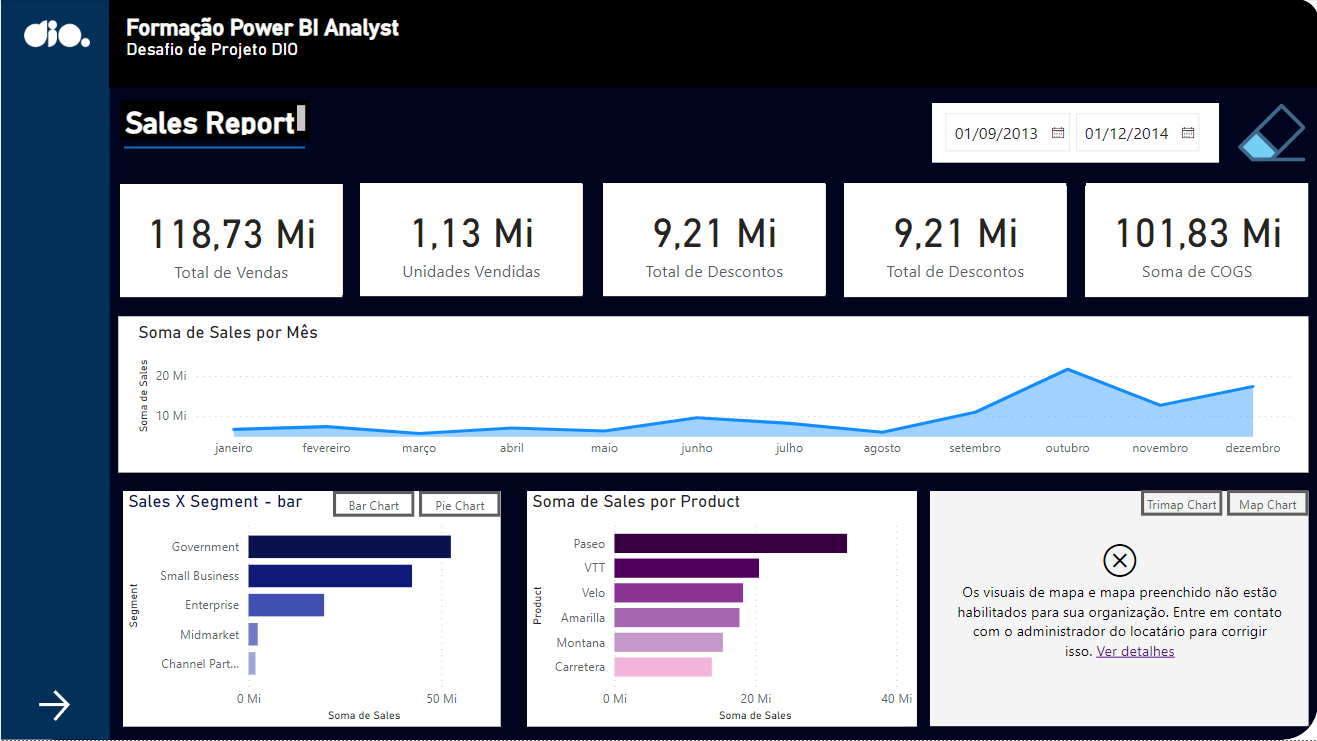 dio.
Formação Power BI Analyst
Desafio de Projeto DIO
Sales Report
01/09/2013
01/12/2014
118,73 Mi
Total de Vendas
1,13 Mi
Unidades Vendidas
9,21 Mi
Total de Descontos
9,21 Mi
Total de Descontos
101,83 Mi
Soma de COGS
Soma de Sales por Mês
Soma de Sales
20 Mi
10 Mi
janeiro
fevereiro
março
abril
maio
junho
julho
agosto
setembro
outubro
novembro
dezembro
Sales X Segment - bar
Bar Chart
Pie Chart
Segment
Government
Small Business
Enterprise
Midmarket
Channel Part...
0 Mi
50 Mi
Soma de Sales
Soma de Sales por Product
Product
Paseo
VTT
Velo
Amarilla
Montana
Carretera
0 Mi
20 Mi
40 Mi
Soma de Sales
Trimap Chart
Map Chart
Os visuais de mapa e mapa preenchido não estão
habilitados para sua organização. Entre em contato
com o administrador do locatário para corrigir
isso. Ver detalhes